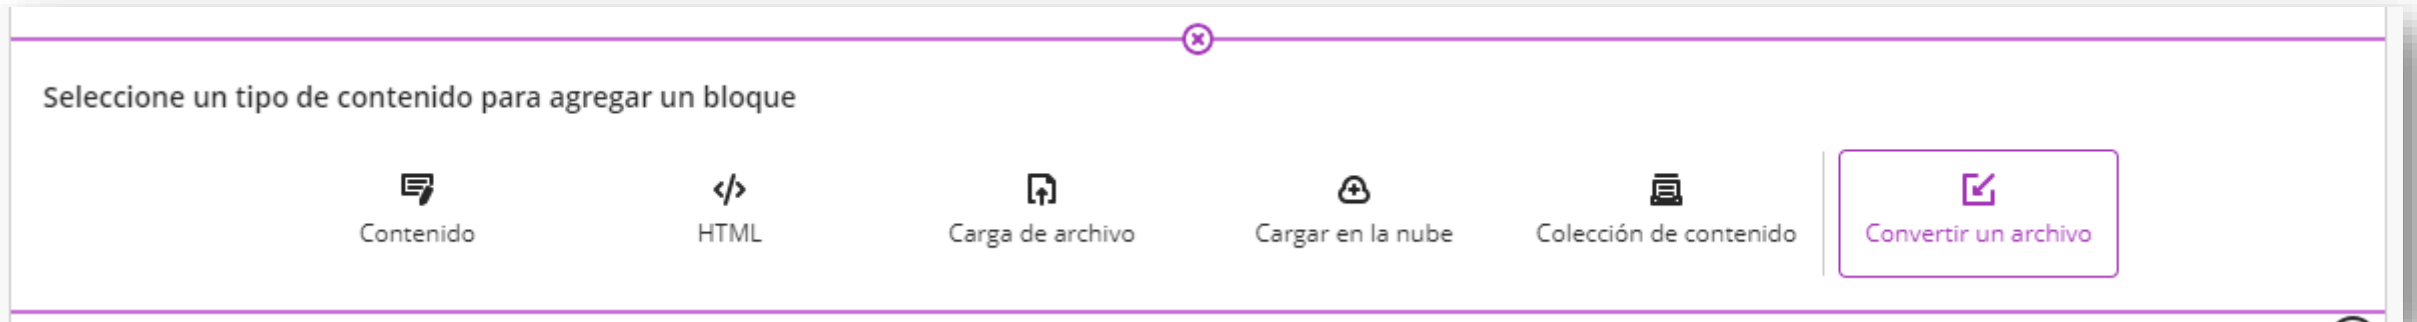 Seleccione un tipo de contenido para agregar un bloque
Contenido
HTML
Carga de archivo
Cargar en la nube
Colección de contenido
Convertir un archivo